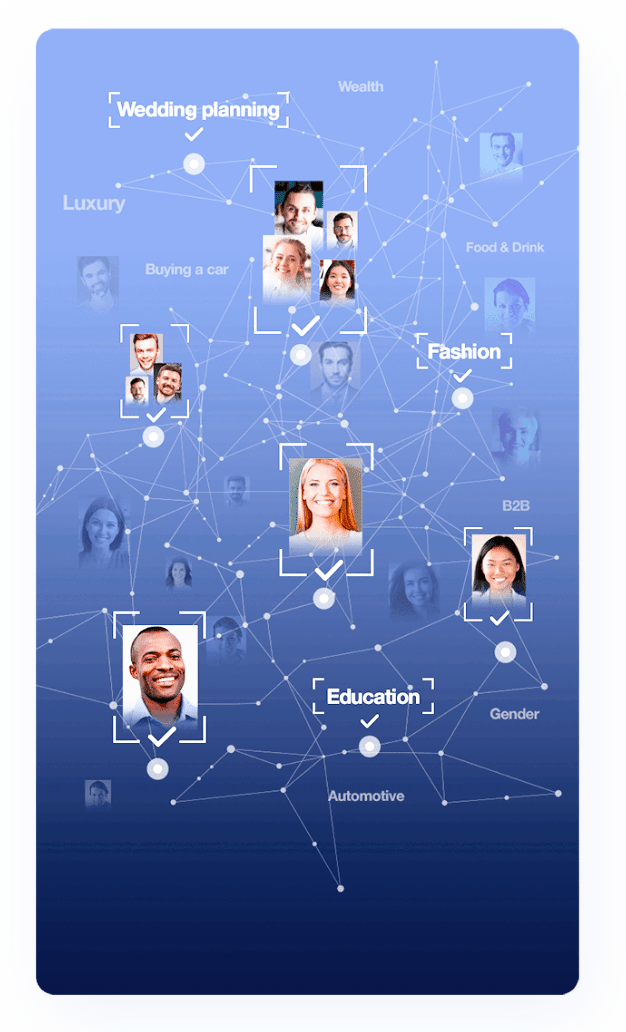 Wealth
Wedding planning
Luxury
Food & Drink
Buying a car
Fashion
B2B
Education
Gender
Automotive